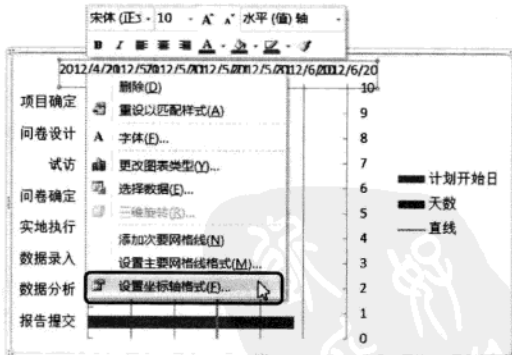 宋体 (正文 10 A A 水平 (值) 轴
B I A
2012/4/2012/5/2012/5/2012/5/2012/6/2012/6/20
删除(D)
重设以匹配样式(A)
A 字体(F)...
更改图表类型(Y)...
选择数据(E)...
三维旋转(R)...
添加次要网格线(N)
设置主要网格线格式(M)...
设置坐标轴格式(F)...
项目确定
问卷设计
试访
问卷确定
实地执行
数据录入
数据分析
报告提交
10
9
8
7
6
5
4
3
2
1
0
计划开始日
天数
直线